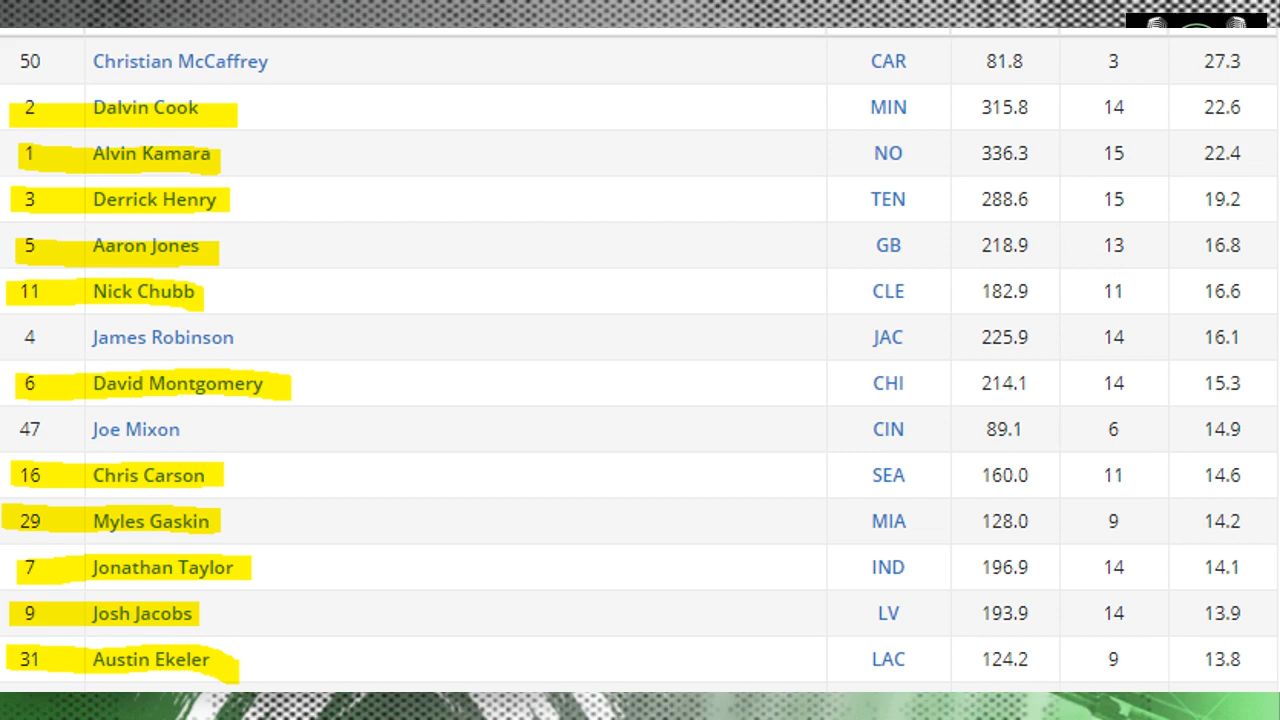 50 Christian McCaffrey CAR 81.8 3 27.3
2 Dalvin Cook MIN 315.8 14 22.6
1 Alvin Kamara NO 336.3 15 22.4
3 Derrick Henry TEN 288.6 15 19.2
5 Aaron Jones GB 218.9 13 16.8
11 Nick Chubb CLE 182.9 11 16.6
4 James Robinson JAC 225.9 14 16.1
6 David Montgomery CHI 214.1 14 15.3
47 Joe Mixon CIN 89.1 6 14.9
16 Chris Carson SEA 160.0 11 14.6
29 Myles Gaskin MIA 128.0 9 14.2
7 Jonathan Taylor IND 196.9 14 14.1
9 Josh Jacobs LV 193.9 14 13.9
31 Austin Ekeler LAC 124.2 9 13.8